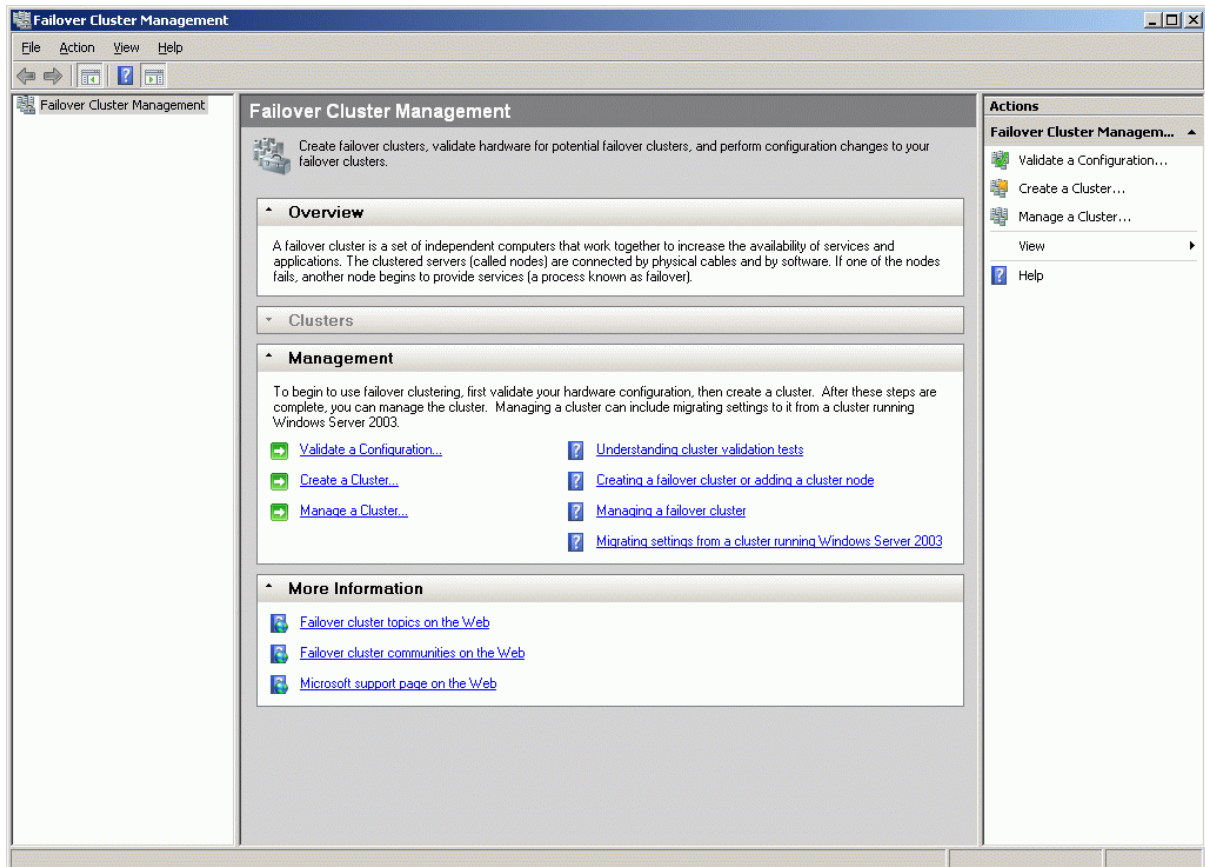 Failover Cluster Management
File Action View Help
Failover Cluster Management
Failover Cluster Management
Create failover clusters, validate hardware for potential failover clusters, and perform configuration changes to your
failover clusters.
Overview
A failover cluster is a set of independent computers that work together to increase the availability of services and
applications. The clustered servers (called nodes) are connected by physical cables and by software. If one of the nodes
fails, another node begins to provide services (a process known as failover).
Clusters
Management
To begin to use failover clustering, first validate your hardware configuration, then create a cluster. After these steps are
complete, you can manage the cluster. Managing a cluster can include migrating settings to it from a cluster running
Windows Server 2003.
Validate a Configuration...
Create a Cluster...
Manage a Cluster...
Understanding cluster validation tests
Creating a failover cluster or adding a cluster node
Managing a failover cluster
Migrating settings from a cluster running Windows Server 2003
More Information
Failover cluster topics on the Web
Failover cluster communities on the Web
Microsoft support page on the Web
Actions
Failover Cluster Managem...
Validate a Configuration...
Create a Cluster...
Manage a Cluster...
View
Help